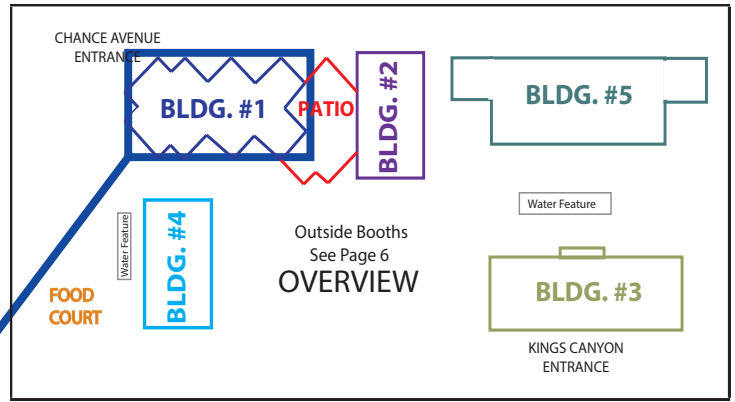 CHANCE AVENUE
ENTRANCE
BLDG. #1
PATIO
BLDG. #2
BLDG. #5
Water Feature
BLDG. #4
Outside Booths
See Page 6
OVERVIEW
Water Feature
BLDG. #3
FOOD
COURT
KINGS CANYON
ENTRANCE